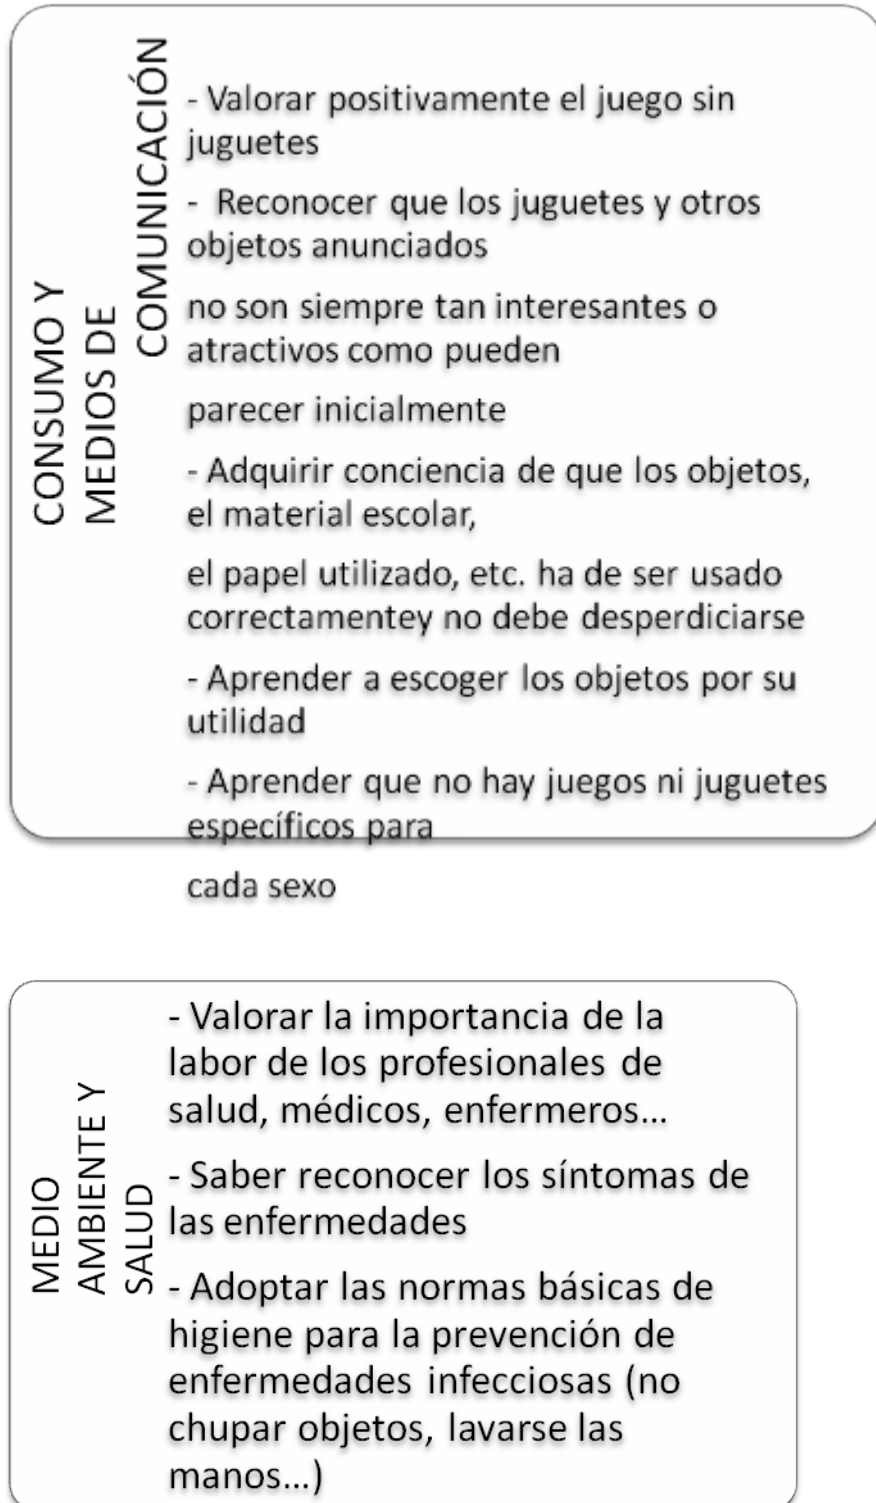 CONSUMO Y
MEDIOS DE
COMUNICACIÓN
- Valorar positivamente el juego sin
juguetes
- Reconocer que los juguetes y otros
objetos anunciados
no son siempre tan interesantes o
atractivos como pueden
parecer inicialmente
- Adquirir conciencia de que los objetos,
el material escolar,
el papel utilizado, etc. ha de ser usado
correctamentey no debe desperdiciarse
- Aprender a escoger los objetos por su
utilidad
- Aprender que no hay juegos ni juguetes
específicos para
cada sexo
MEDIO
AMBIENTE Y
SALUD
- Valorar la importancia de la
labor de los profesionales de
salud, médicos, enfermeros...
- Saber reconocer los síntomas de
las enfermedades
- Adoptar las normas básicas de
higiene para la prevención de
enfermedades infecciosas (no
chupar objetos, lavarse las
manos...)